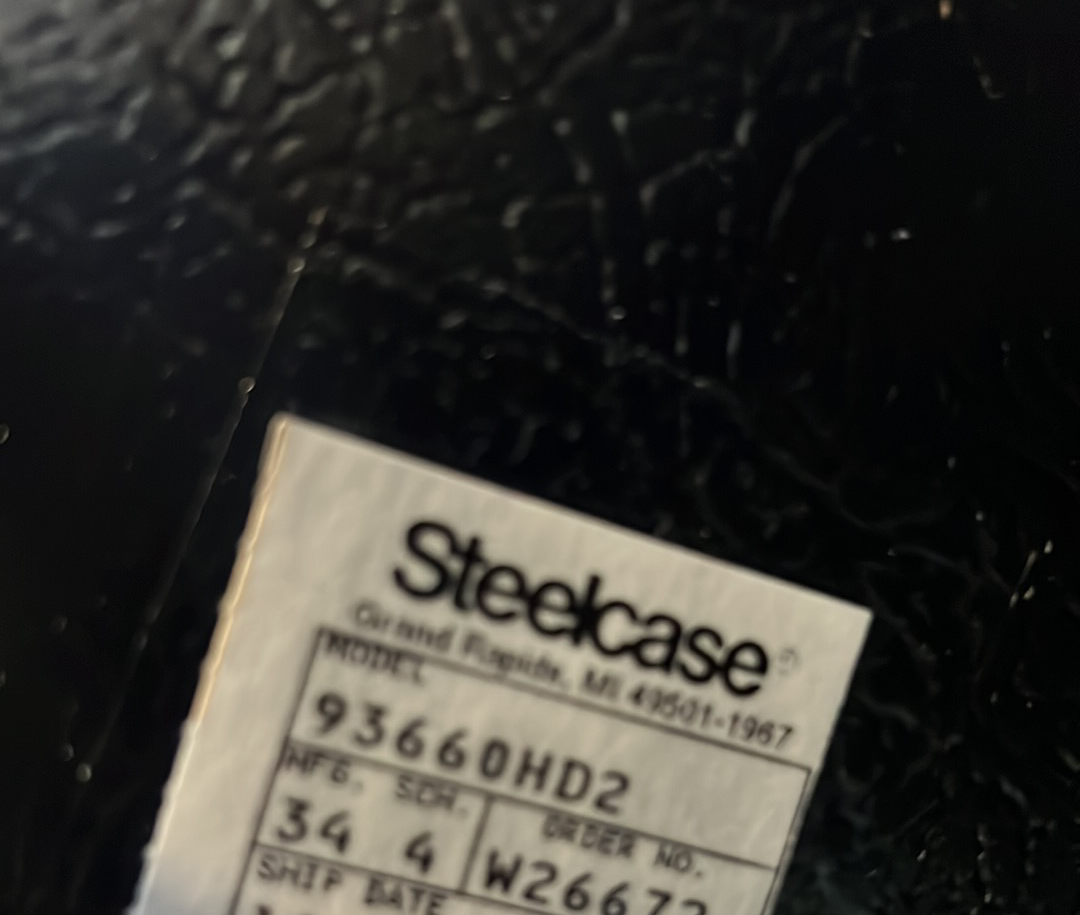 Steelcase®
Grand Rapids, MI 49501-1967
MODEL
93660HD2
MFG. SCH.
34 4
ORDER NO.
SHIP DATE